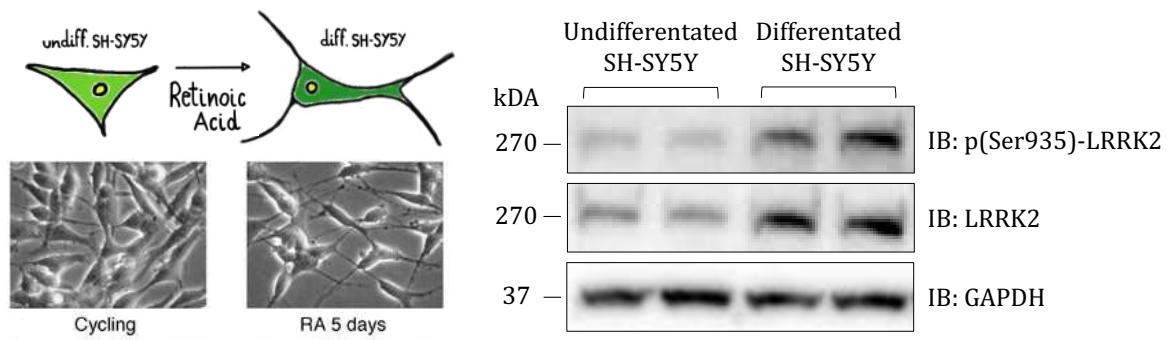 undiff. SH-SY5Y
diff. SH-SY5Y
Retinoic
Acid
Cycling
RA 5 days
Undifferentated
SH-SY5Y
Differentated
SH-SY5Y
kDA
270
IB: p(Ser935)-LRRK2
270
IB: LRRK2
37
IB: GAPDH